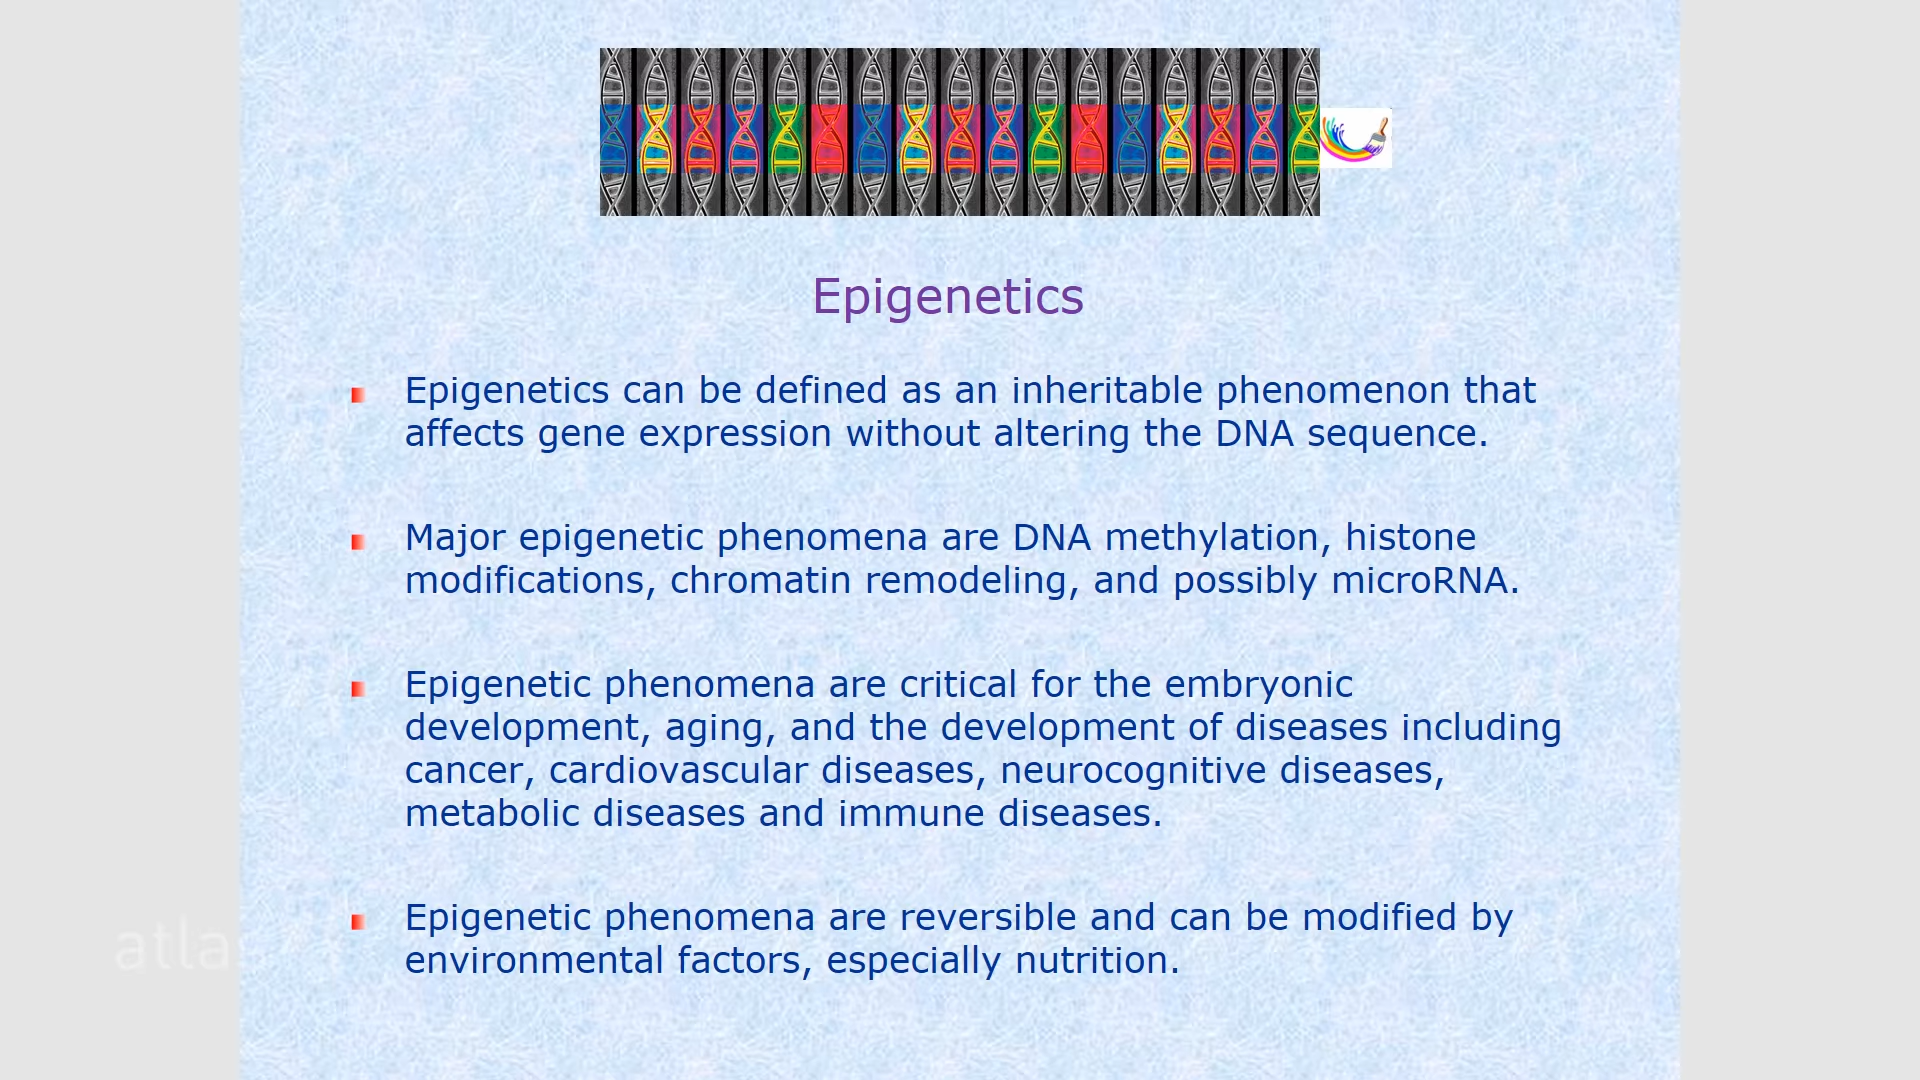 Epigenetics
Epigenetics can be defined as an inheritable phenomenon that
affects gene expression without altering the DNA sequence.
Major epigenetic phenomena are DNA methylation, histone
modifications, chromatin remodeling, and possibly microRNA.
Epigenetic phenomena are critical for the embryonic
development, aging, and the development of diseases including
cancer, cardiovascular diseases, neurocognitive diseases,
metabolic diseases and immune diseases.
Epigenetic phenomena are reversible and can be modified by
environmental factors, especially nutrition.
atlas